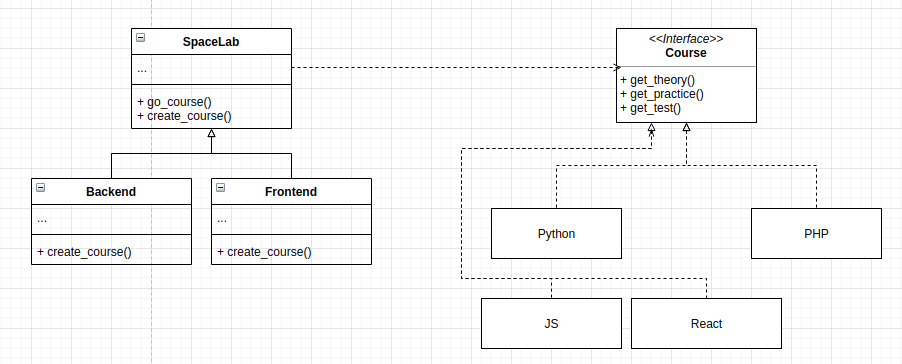 SpaceLab
...
+ go_course()
+ create_course()
<<Interface>>
Course
+ get_theory()
+ get_practice()
+ get_test()
Backend
...
+ create_course()
Frontend
...
+ create_course()
Python
PHP
JS
React